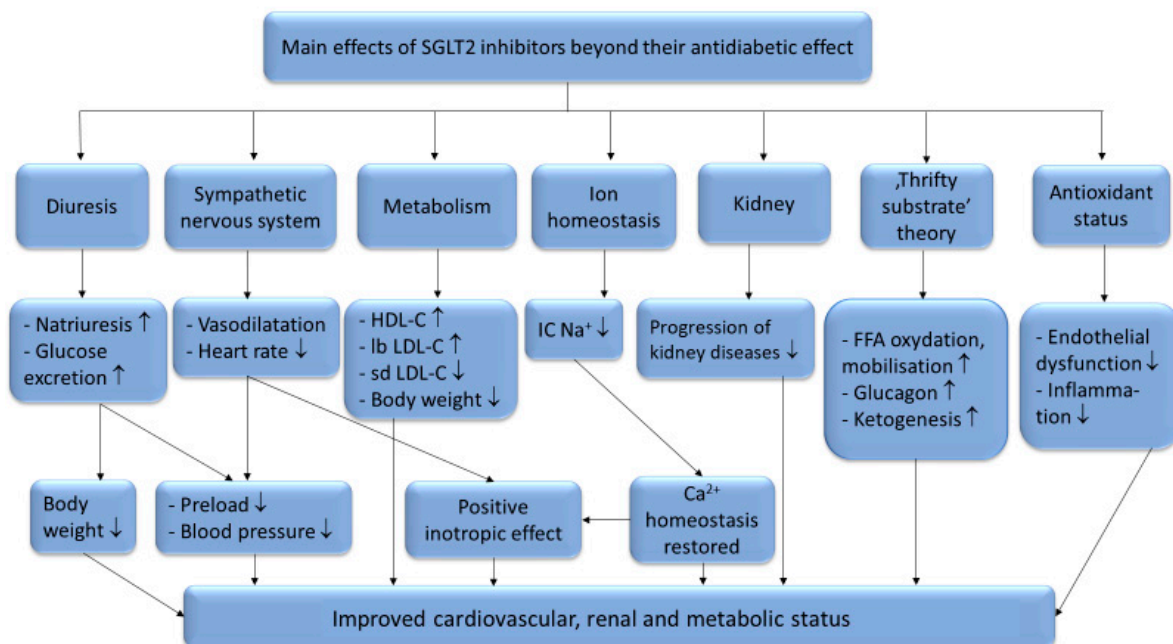 Main effects of SGLT2 inhibitors beyond their antidiabetic effect
Diuresis
Sympathetic
nervous system
Metabolism
Ion
homeostasis
Kidney
‚Thrifty
substrate’
theory
Antioxidant
status
- Natriuresis ↑
- Glucose
excretion ↑
- Vasodilatation
- Heart rate ↓
- HDL-C ↑
- lb LDL-C ↑
- sd LDL-C ↓
- Body weight ↓
IC Na⁺ ↓
Progression of
kidney diseases ↓
- FFA oxydation,
mobilisation ↑
- Glucagon ↑
- Ketogenesis ↑
- Endothelial
dysfunction ↓
- Inflamma-
tion ↓
Body
weight ↓
- Preload ↓
- Blood pressure ↓
Positive
inotropic effect
Ca²⁺
homeostasis
restored
Improved cardiovascular, renal and metabolic status